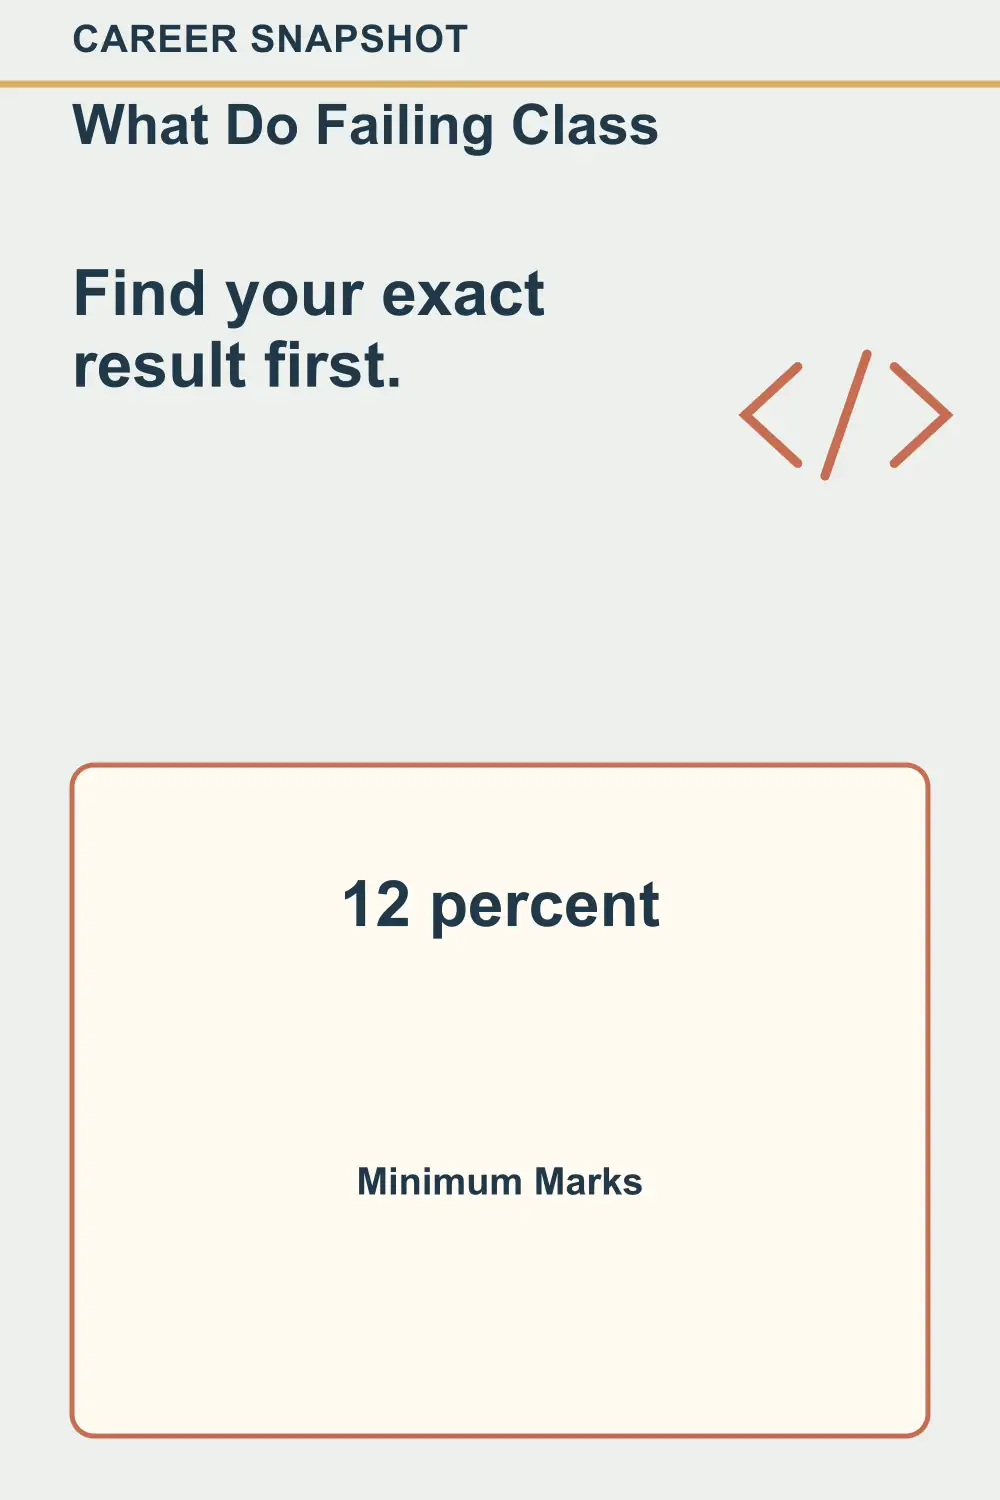 CAREER SNAPSHOT
What Do Failing Class
Find your exact
result first.
12 percent
Minimum Marks